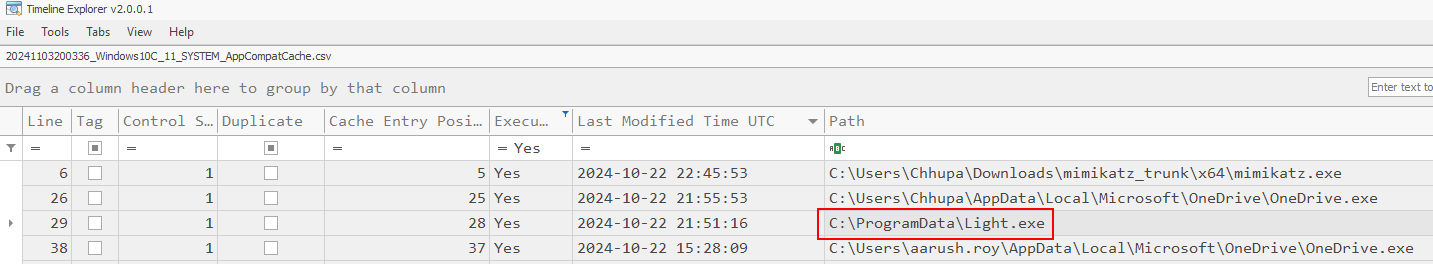 Timeline Explorer v2.0.0.1
File Tools Tabs View Help
20241103200336_Windows10C_11_SYSTEM_AppCompatCache.csv
Drag a column header here to group by that column
Enter text to
Line Tag Control S... Duplicate Cache Entry Posi... Execu... Last Modified Time UTC Path
= = = = Yes = ABC
6 1 5 Yes 2024-10-22 22:45:53 C:\Users\Chhupa\Downloads\mimikatz_trunk\x64\mimikatz.exe
26 1 25 Yes 2024-10-22 21:55:53 C:\Users\Chhupa\AppData\Local\Microsoft\OneDrive\OneDrive.exe
29 1 28 Yes 2024-10-22 21:51:16 C:\ProgramData\Light.exe
38 1 37 Yes 2024-10-22 15:28:09 C:\Users\aarush.roy\AppData\Local\Microsoft\OneDrive\OneDrive.exe